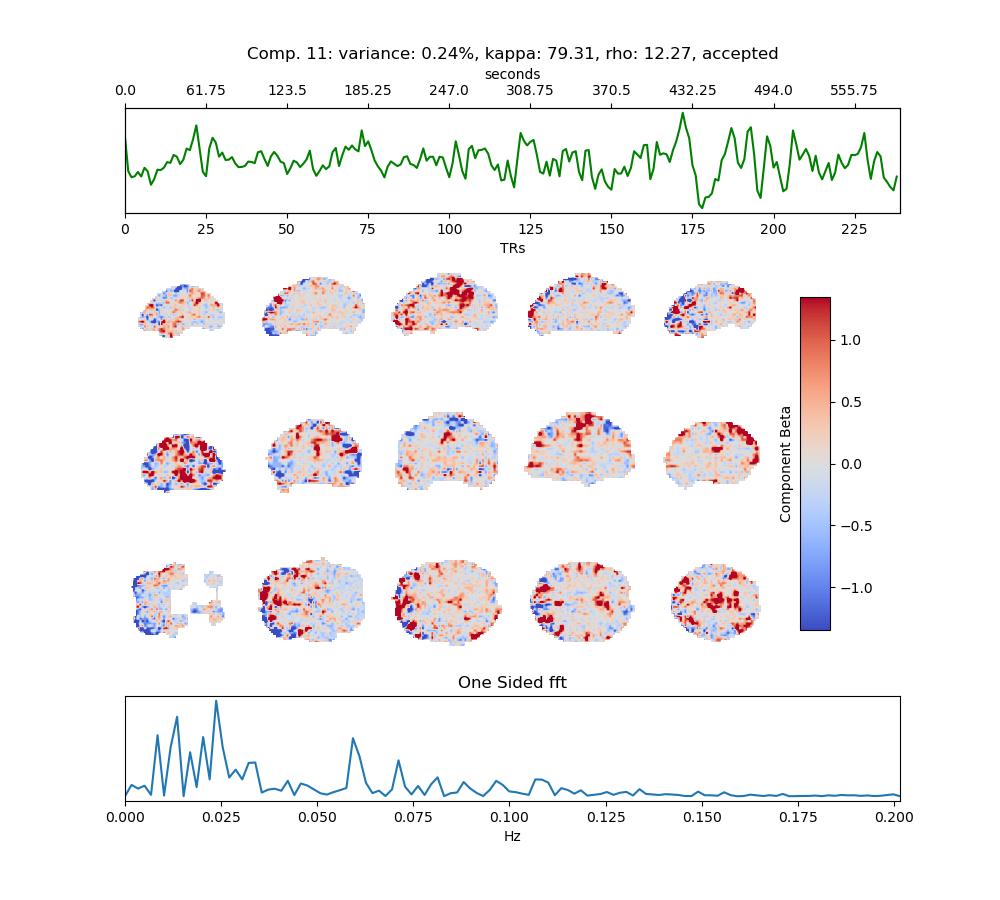 Comp. 11: variance: 0.24%, kappa: 79.31, rho: 12.27, accepted
seconds
0.0 61.75 123.5 185.25 247.0 308.75 370.5 432.25 494.0 555.75
0 25 50 75 100 125 150 175 200 225
TRs
1.0
0.5
0.0
−0.5
−1.0
Component Beta
One Sided fft
0.000 0.025 0.050 0.075 0.100 0.125 0.150 0.175 0.200
Hz